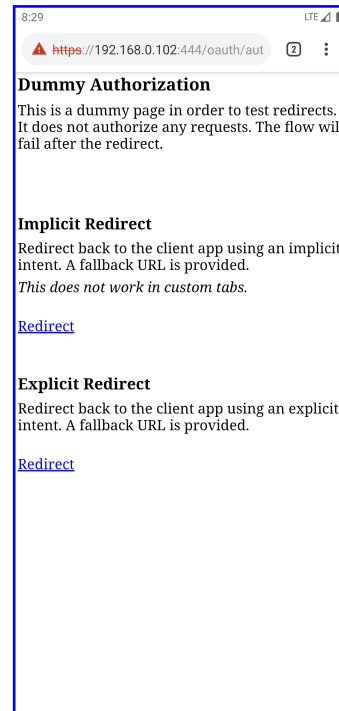 8:29 LTE
https://192.168.0.102:444/oauth/aut 2
Dummy Authorization
This is a dummy page in order to test redirects.
It does not authorize any requests. The flow wil
fail after the redirect.
Implicit Redirect
Redirect back to the client app using an implicit
intent. A fallback URL is provided.
This does not work in custom tabs.
Redirect
Explicit Redirect
Redirect back to the client app using an explicit
intent. A fallback URL is provided.
Redirect